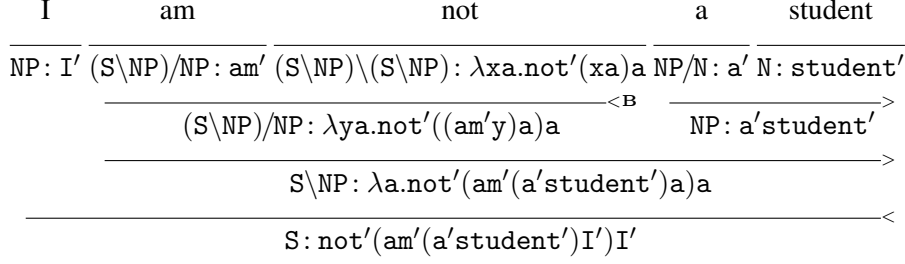 I am not a student
NP: I′ (S\NP)/NP: am′ (S\NP)\(S\NP): λxa.not′(xa)a NP/N: a′ N: student′
<B >
(S\NP)/NP: λya.not′((am′y)a)a NP: a′student′
>
S\NP: λa.not′(am′(a′student′)a)a
<
S: not′(am′(a′student′)I′)I′